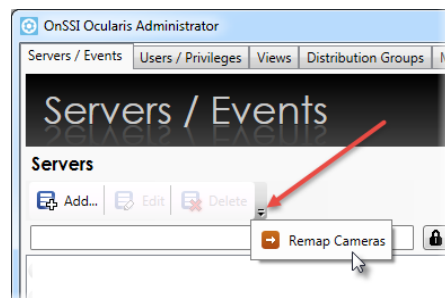 OnSSI Ocularis Administrator
Servers / Events Users / Privileges Views Distribution Groups
Servers / Events
Servers
Add... Edit Delete
Remap Cameras